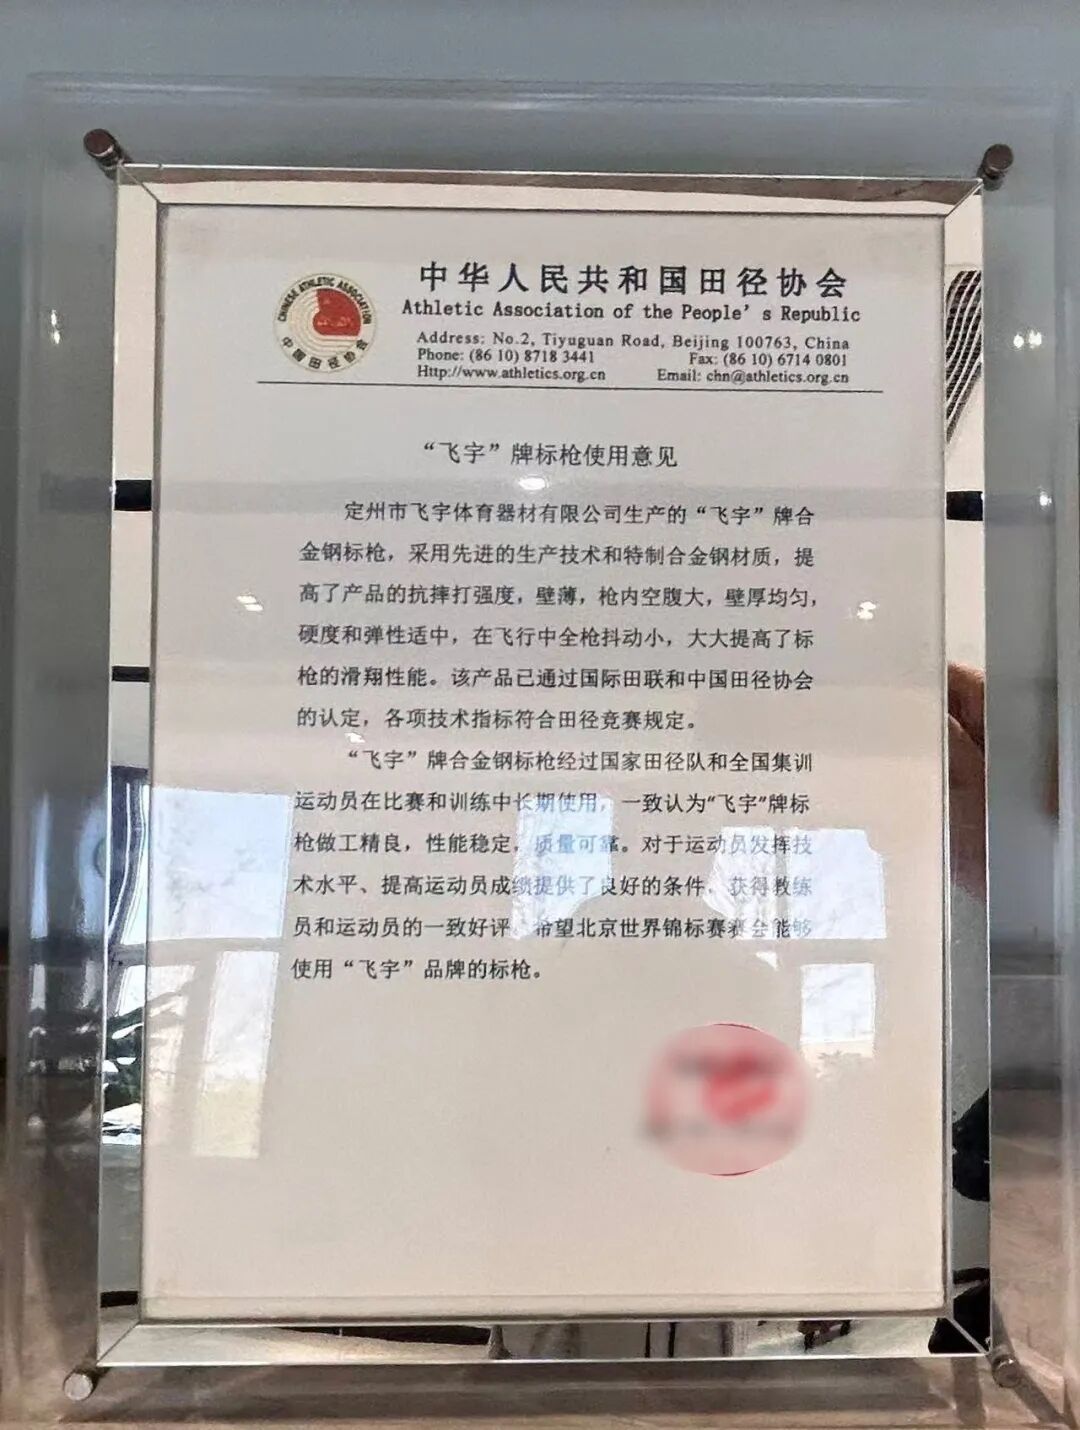 CHINESE ATHLETIC ASSOCIATION
中国田径协会
中华人民共和国田径协会
Athletic Association of the People's Republic
Address: No.2, Tiyuguan Road, Beijing 100763, China
Phone: (86 10) 8718 3441 Fax: (86 10) 6714 0801
Http://www.athletics.org.cn Email: chn@athletics.org.cn
“飞宇”牌标枪使用意见
定州市飞宇体育器材有限公司生产的“飞宇”牌合
金钢标枪，采用先进的生产技术和特制合金钢材质，提
高了产品的抗摔打强度，壁薄，枪内空腹大，壁厚均匀，
硬度和弹性适中，在飞行中全枪抖动小，大大提高了标
枪的滑翔性能。该产品已通过国际田联和中国田径协会
的认定，各项技术指标符合田径竞赛规定。
“飞宇”牌合金钢标枪经过国家田径队和全国集训
运动员在比赛和训练中长期使用，一致认为“飞宇”牌标
枪做工精良，性能稳定，质量可靠。对于运动员发挥技
术水平、提高运动员成绩提供了良好的条件，获得教练
员和运动员的一致好评。希望北京世界锦标赛赛会能够
使用“飞宇”品牌的标枪。